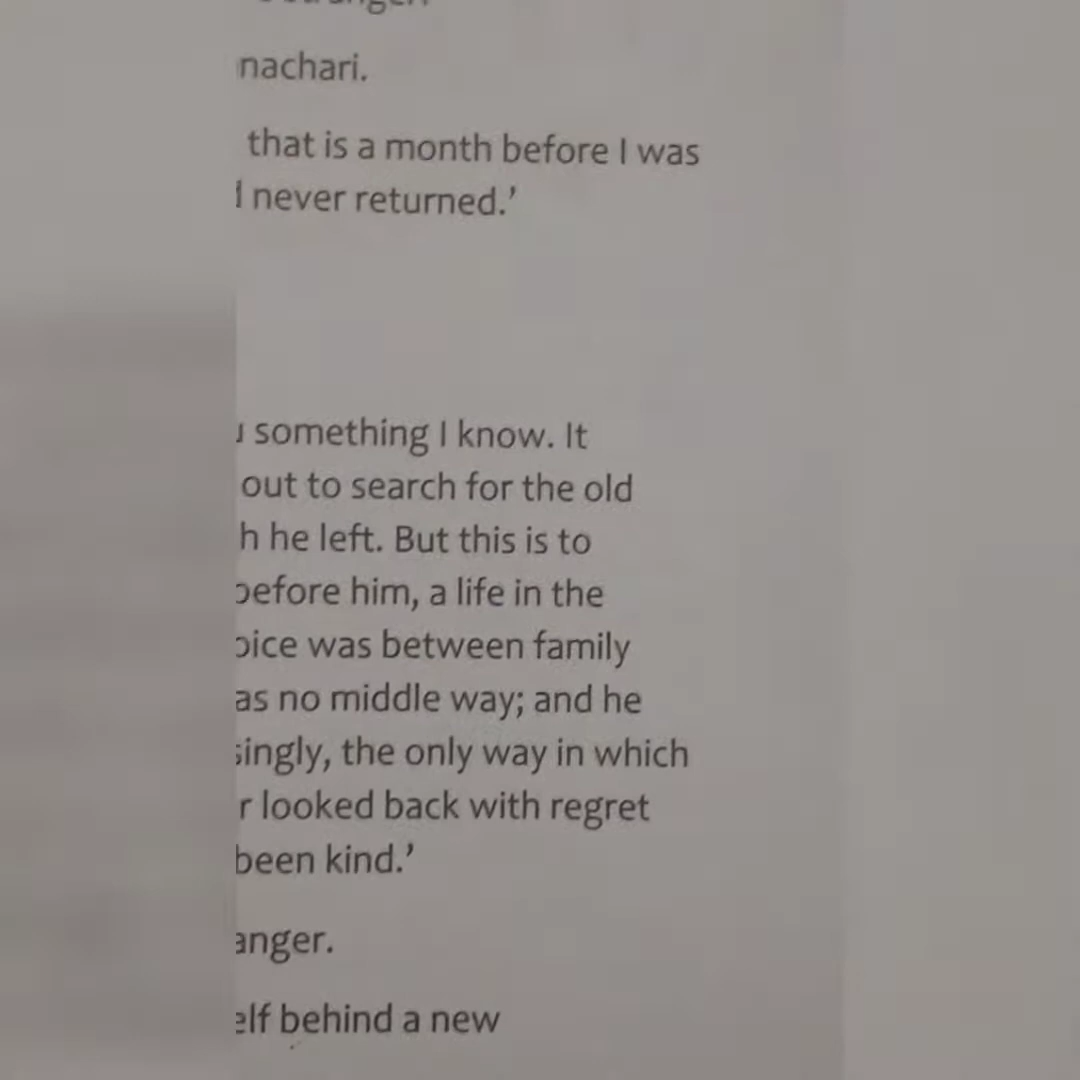 nachari.
that is a month before I was
never returned.’
something I know. It
out to search for the old
h he left. But this is to
before him, a life in the
was between family
as no middle way; and he
the only way in which
r looked back with regret
been kind.’
anger.
elf behind a new